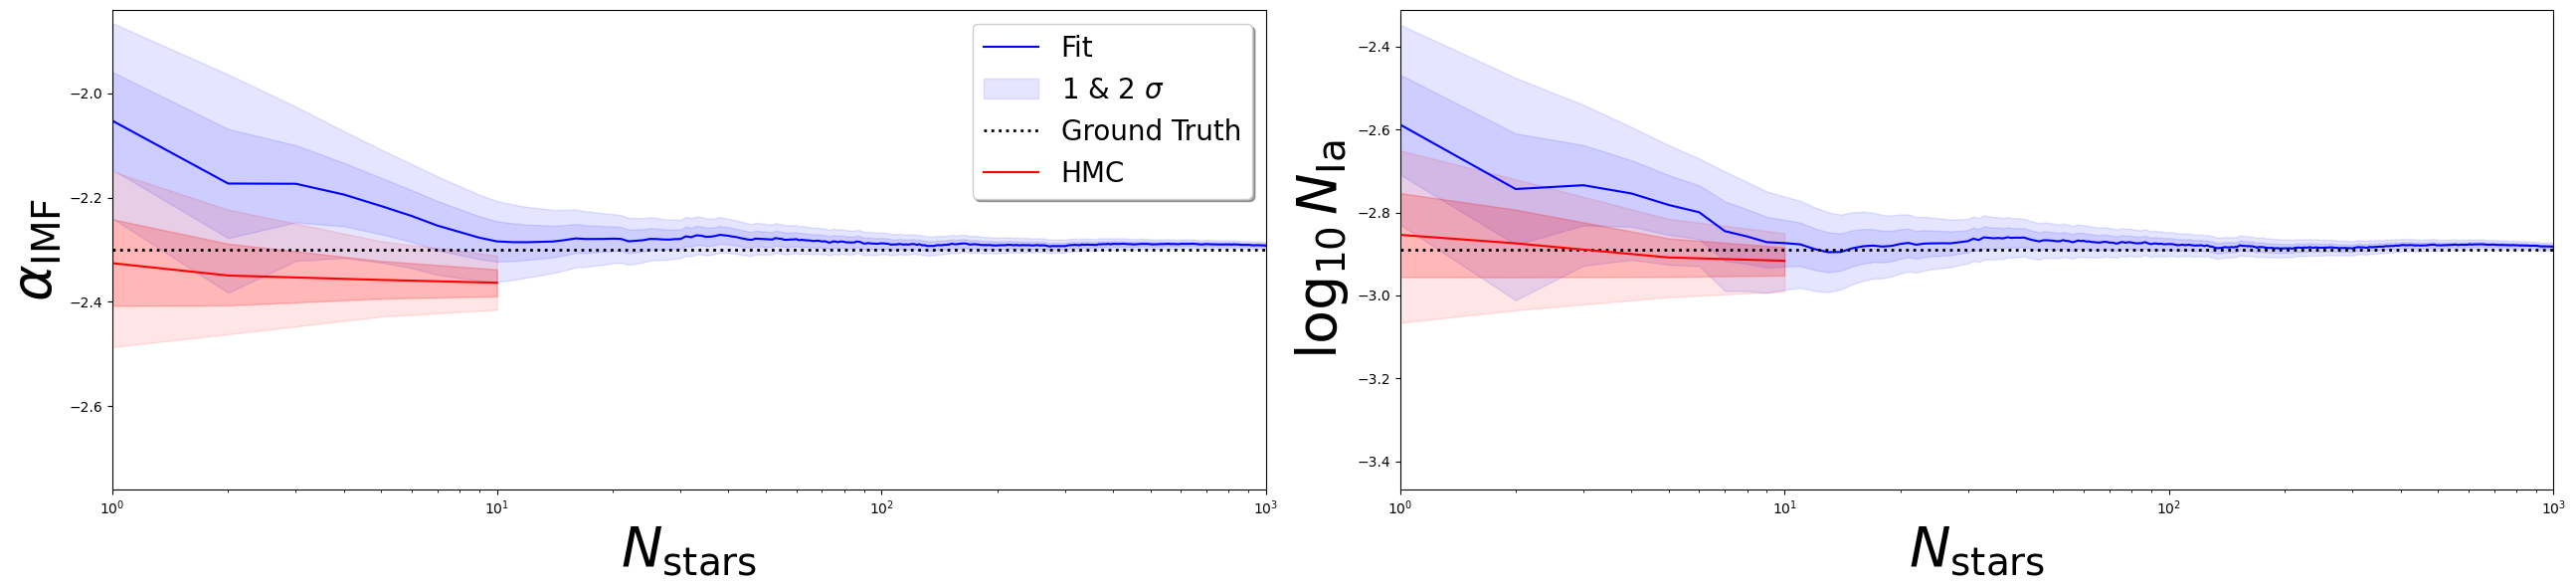 α_IMF
−2.0
−2.2
−2.4
−2.6
10^0
10^1
10^2
10^3
N_stars
Fit
1 & 2 σ
Ground Truth
HMC
log_10 N_Ia
−2.4
−2.6
−2.8
−3.0
−3.2
−3.4
10^0
10^1
10^2
10^3
N_stars